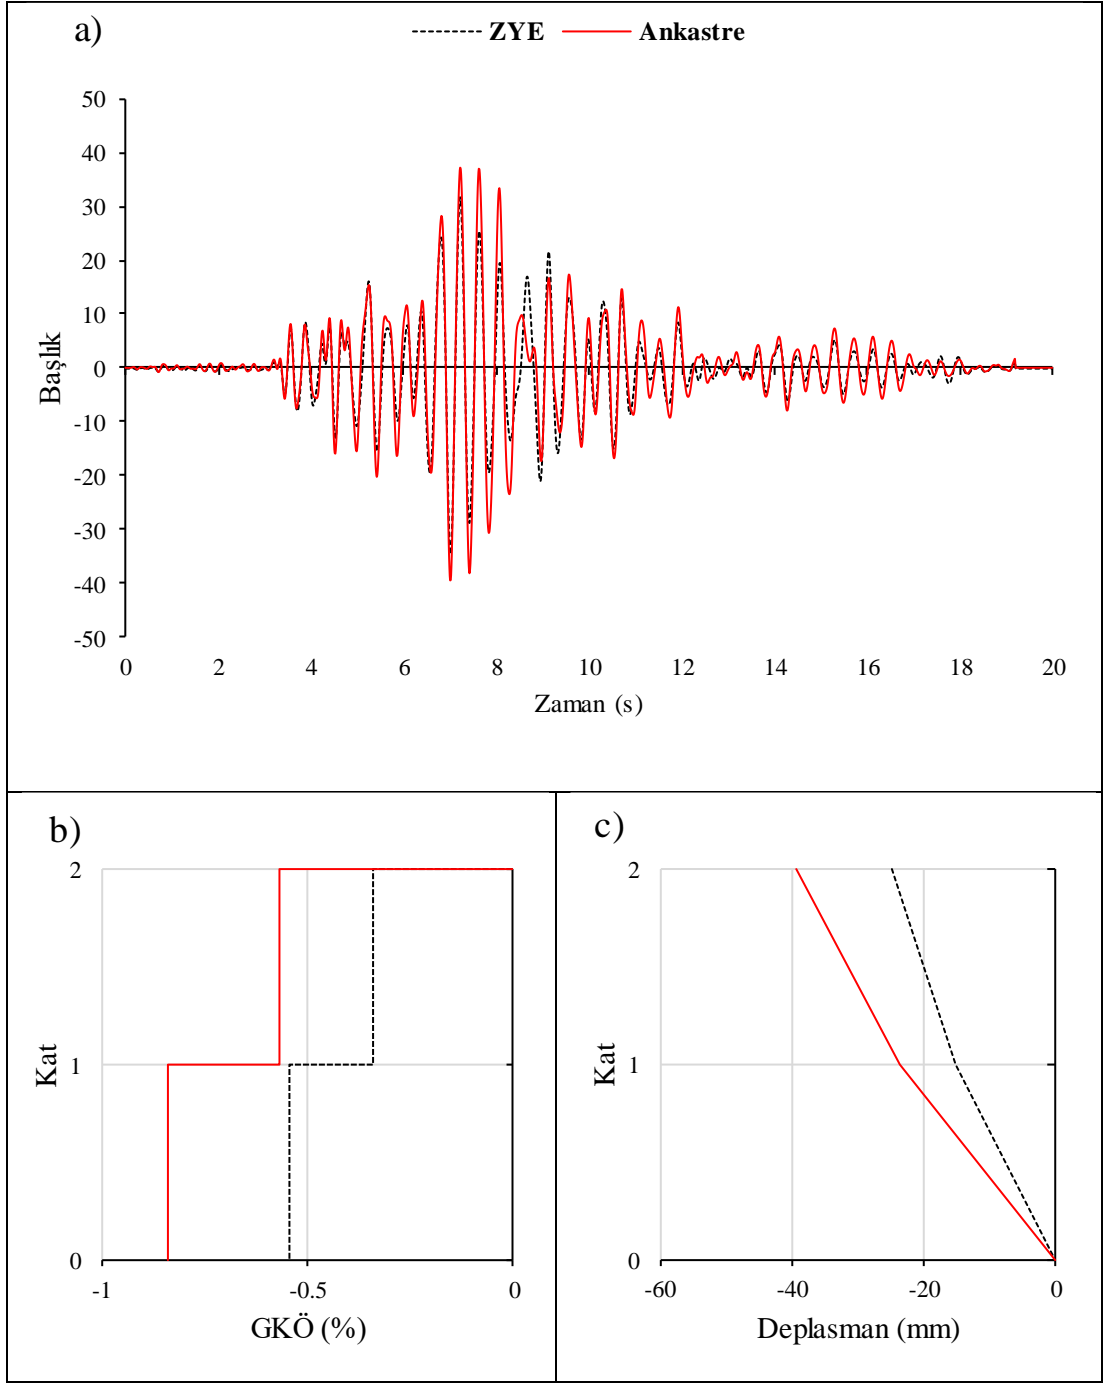 a)
ZYE Ankastre
50
40
30
20
10
0
-10
-20
-30
-40
-50
Başlık
0 2 4 6 8 10 12 14 16 18 20
Zaman (s)
b)
2
1
0
Kat
-1 -0.5 0
GKÖ (%)
c)
2
1
0
Kat
-60 -40 -20 0
Deplasman (mm)